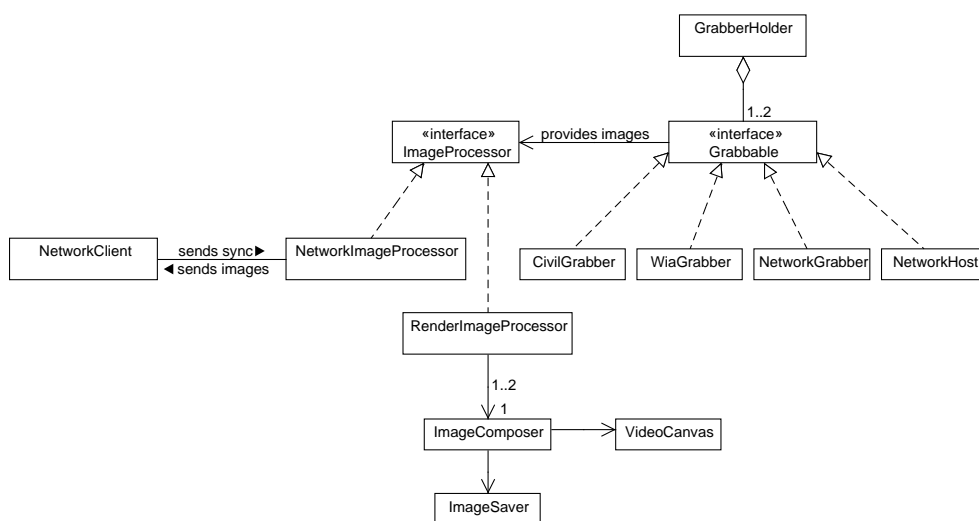 GrabberHolder
1..2
«interface»
ImageProcessor
provides images
«interface»
Grabbable
NetworkClient
sends sync▶
◀ sends images
NetworkImageProcessor
CivilGrabber
WiaGrabber
NetworkGrabber
NetworkHost
RenderImageProcessor
1..2
1
ImageComposer
VideoCanvas
ImageSaver